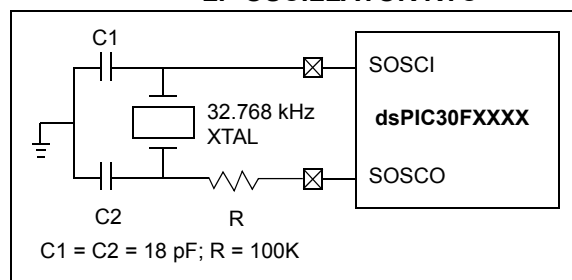 C1
SOSCI
32.768 kHz
XTAL
dsPIC30FXXXX
SOSCO
C2
R
C1 = C2 = 18 pF; R = 100K